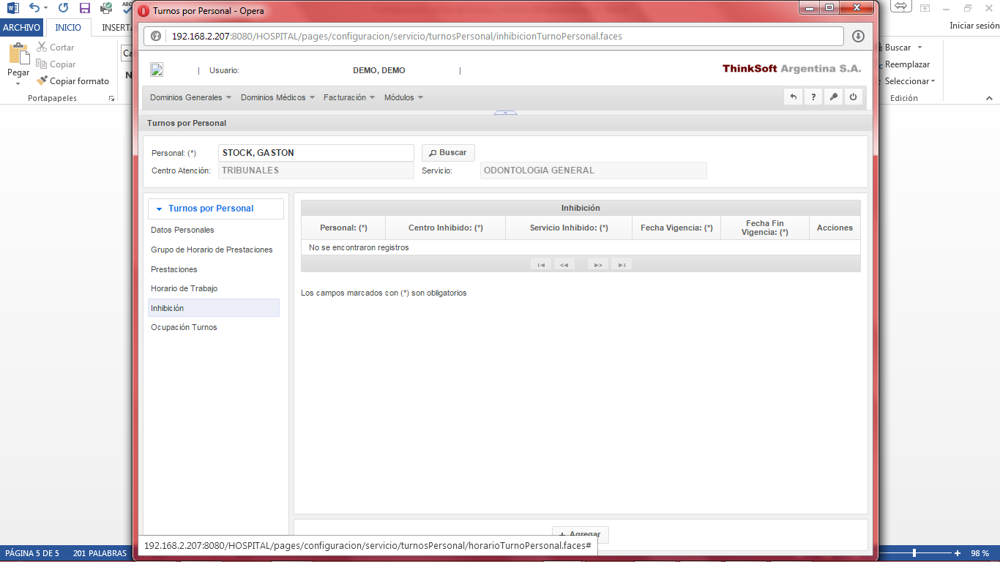 Turnos por Personal - Opera
ARCHIVO INICIO INSERTA
Iniciar sesión
192.168.2.207:8080/HOSPITAL/pages/configuracion/servicio/turnosPersonal/inhibicionTurnoPersonal.faces
Cortar
Copiar
Copiar formato
Pegar
Portapapeles
Ca
N
Buscar
Reemplazar
Seleccionar
Edición
| Usuario: DEMO, DEMO |
ThinkSoft Argentina S.A.
Dominios Generales Dominios Médicos Facturación Módulos
?
Turnos por Personal
Personal: (*) STOCK, GASTON Buscar
Centro Atención: TRIBUNALES Servicio: ODONTOLOGIA GENERAL
Turnos por Personal
Datos Personales
Grupo de Horario de Prestaciones
Prestaciones
Horario de Trabajo
Inhibición
Ocupación Turnos
Inhibición
Personal: (*) Centro Inhibido: (*) Servicio Inhibido: (*) Fecha Vigencia: (*) Fecha Fin Vigencia: (*) Acciones
No se encontraron registros
Los campos marcados con (*) son obligatorios
+ Agregar
192.168.2.207:8080/HOSPITAL/pages/configuracion/servicio/turnosPersonal/horarioTurnoPersonal.faces#
PÁGINA 5 DE 5 201 PALABRAS
98 %